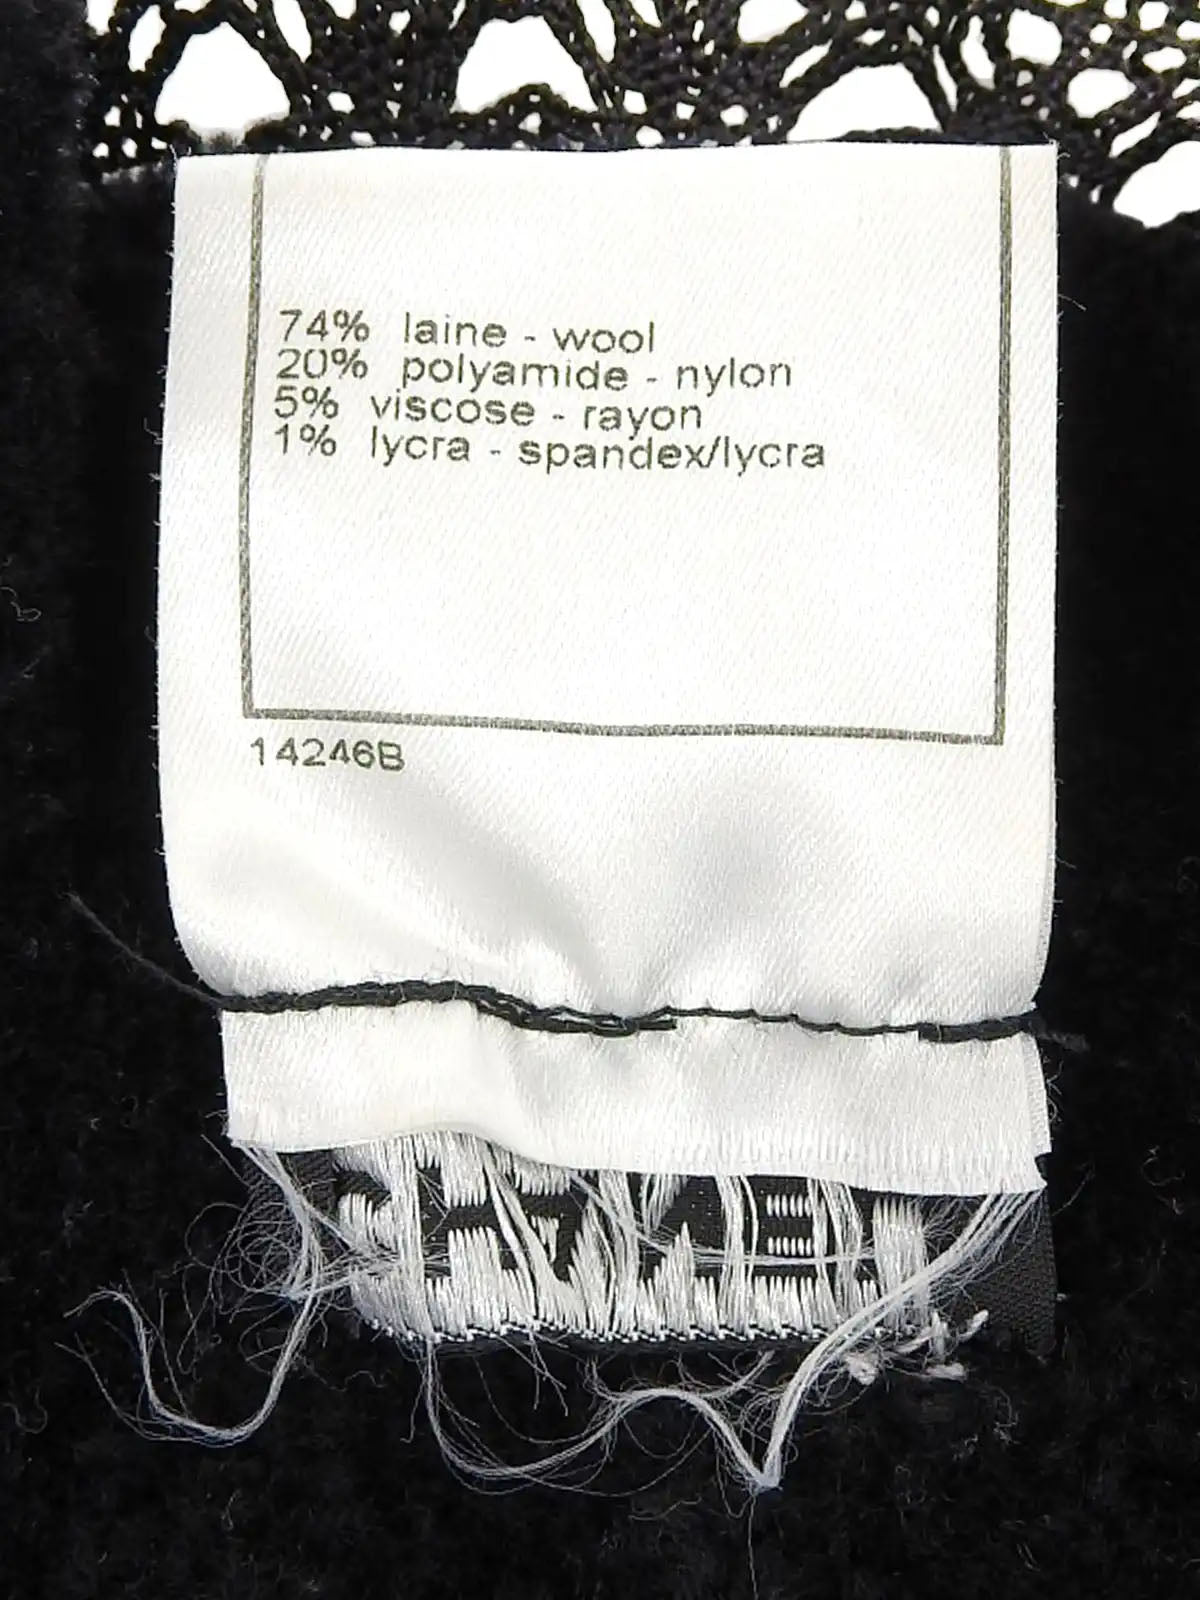 74% laine - wool
20% polyamide - nylon
5% viscose - rayon
1% lycra - spandex/lycra
14246B